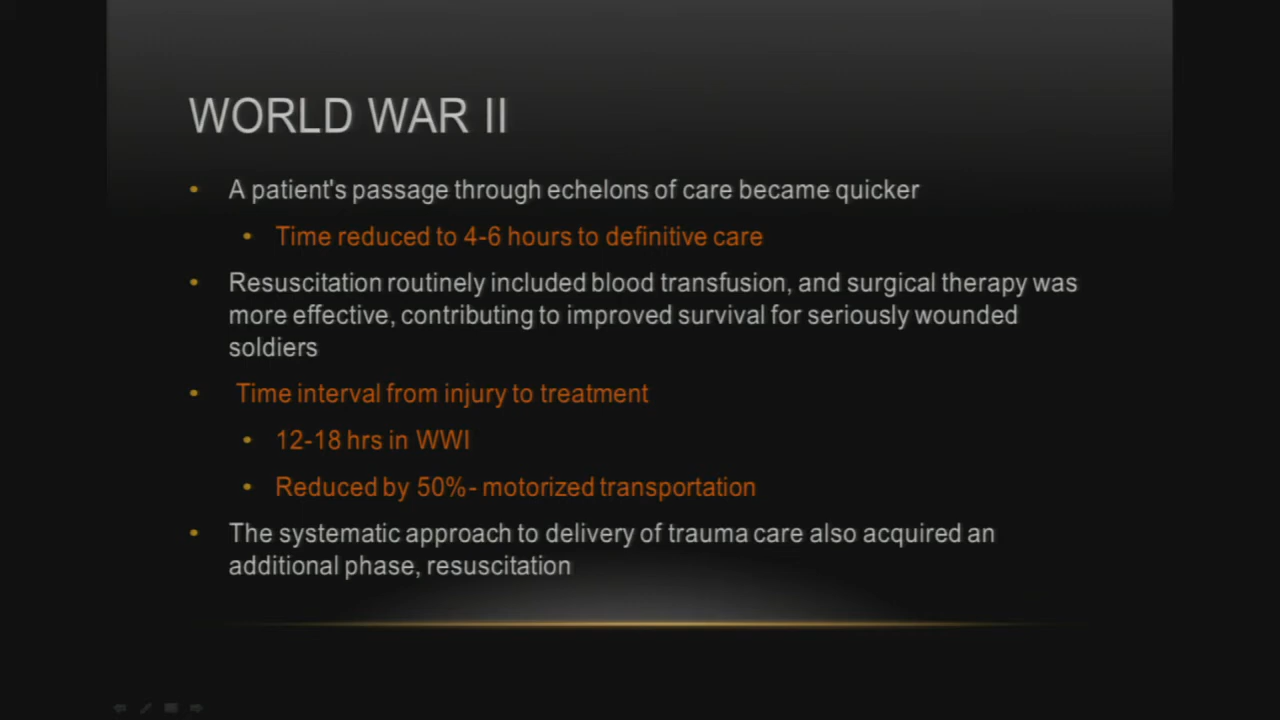 WORLD WAR II
• A patient's passage through echelons of care became quicker
• Time reduced to 4-6 hours to definitive care
• Resuscitation routinely included blood transfusion, and surgical therapy was
more effective, contributing to improved survival for seriously wounded
soldiers
• Time interval from injury to treatment
• 12-18 hrs in WWI
• Reduced by 50%- motorized transportation
• The systematic approach to delivery of trauma care also acquired an
additional phase, resuscitation